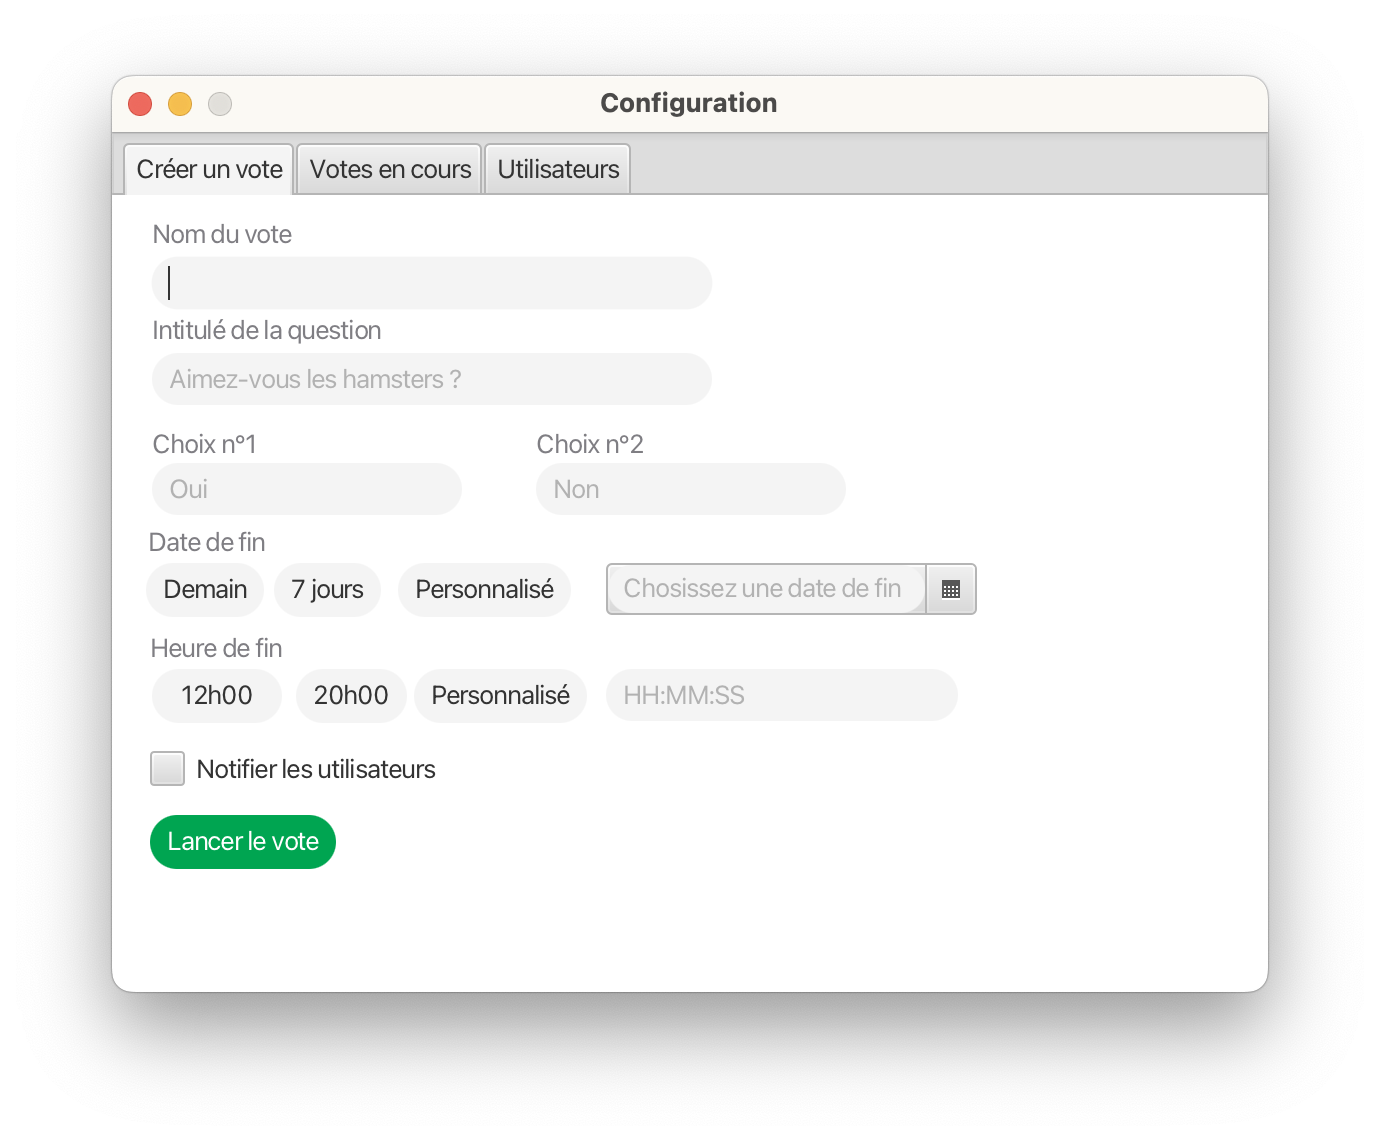 Configuration
Créer un vote Votes en cours Utilisateurs
Nom du vote
Intitulé de la question
Aimez-vous les hamsters ?
Choix n°1 Choix n°2
Oui Non
Date de fin
Demain 7 jours Personnalisé Chosissez une date de fin
Heure de fin
12h00 20h00 Personnalisé HH:MM:SS
Notifier les utilisateurs
Lancer le vote